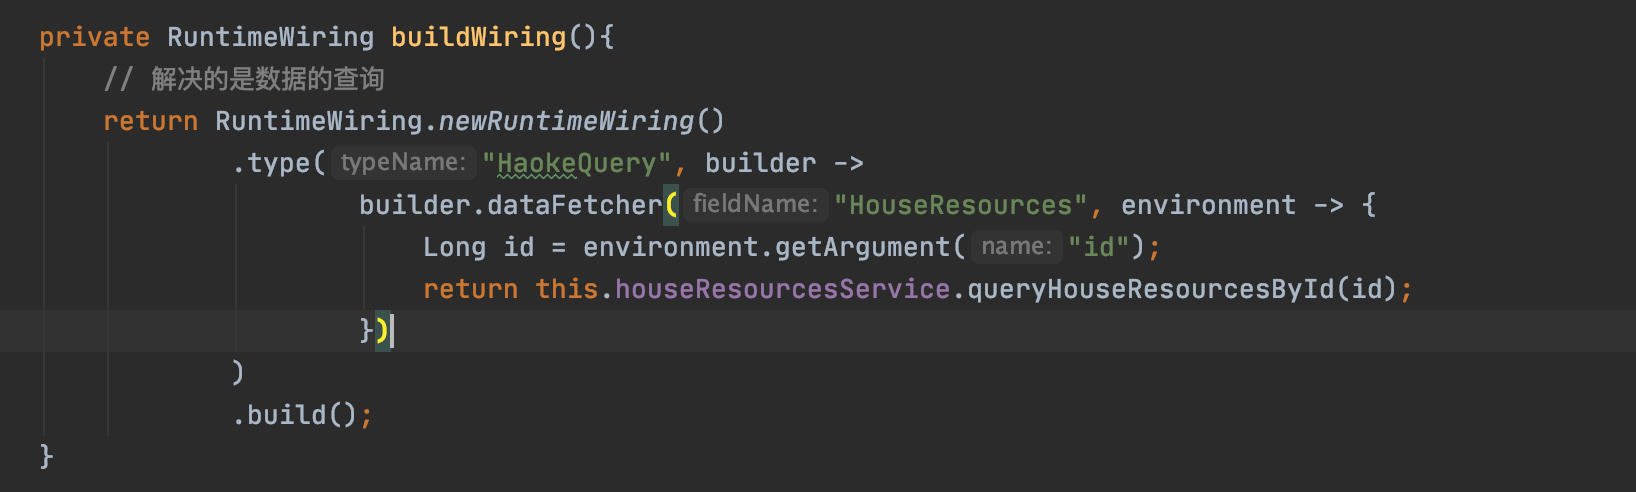 private RuntimeWiring buildWiring(){
// 解决的是数据的查询
return RuntimeWiring.newRuntimeWiring()
.type( typeName: "HaokeQuery", builder ->
builder.dataFetcher( fieldName: "HouseResources", environment -> {
Long id = environment.getArgument( name: "id");
return this.houseResourcesService.queryHouseResourcesById(id);
})
)
.build();
}